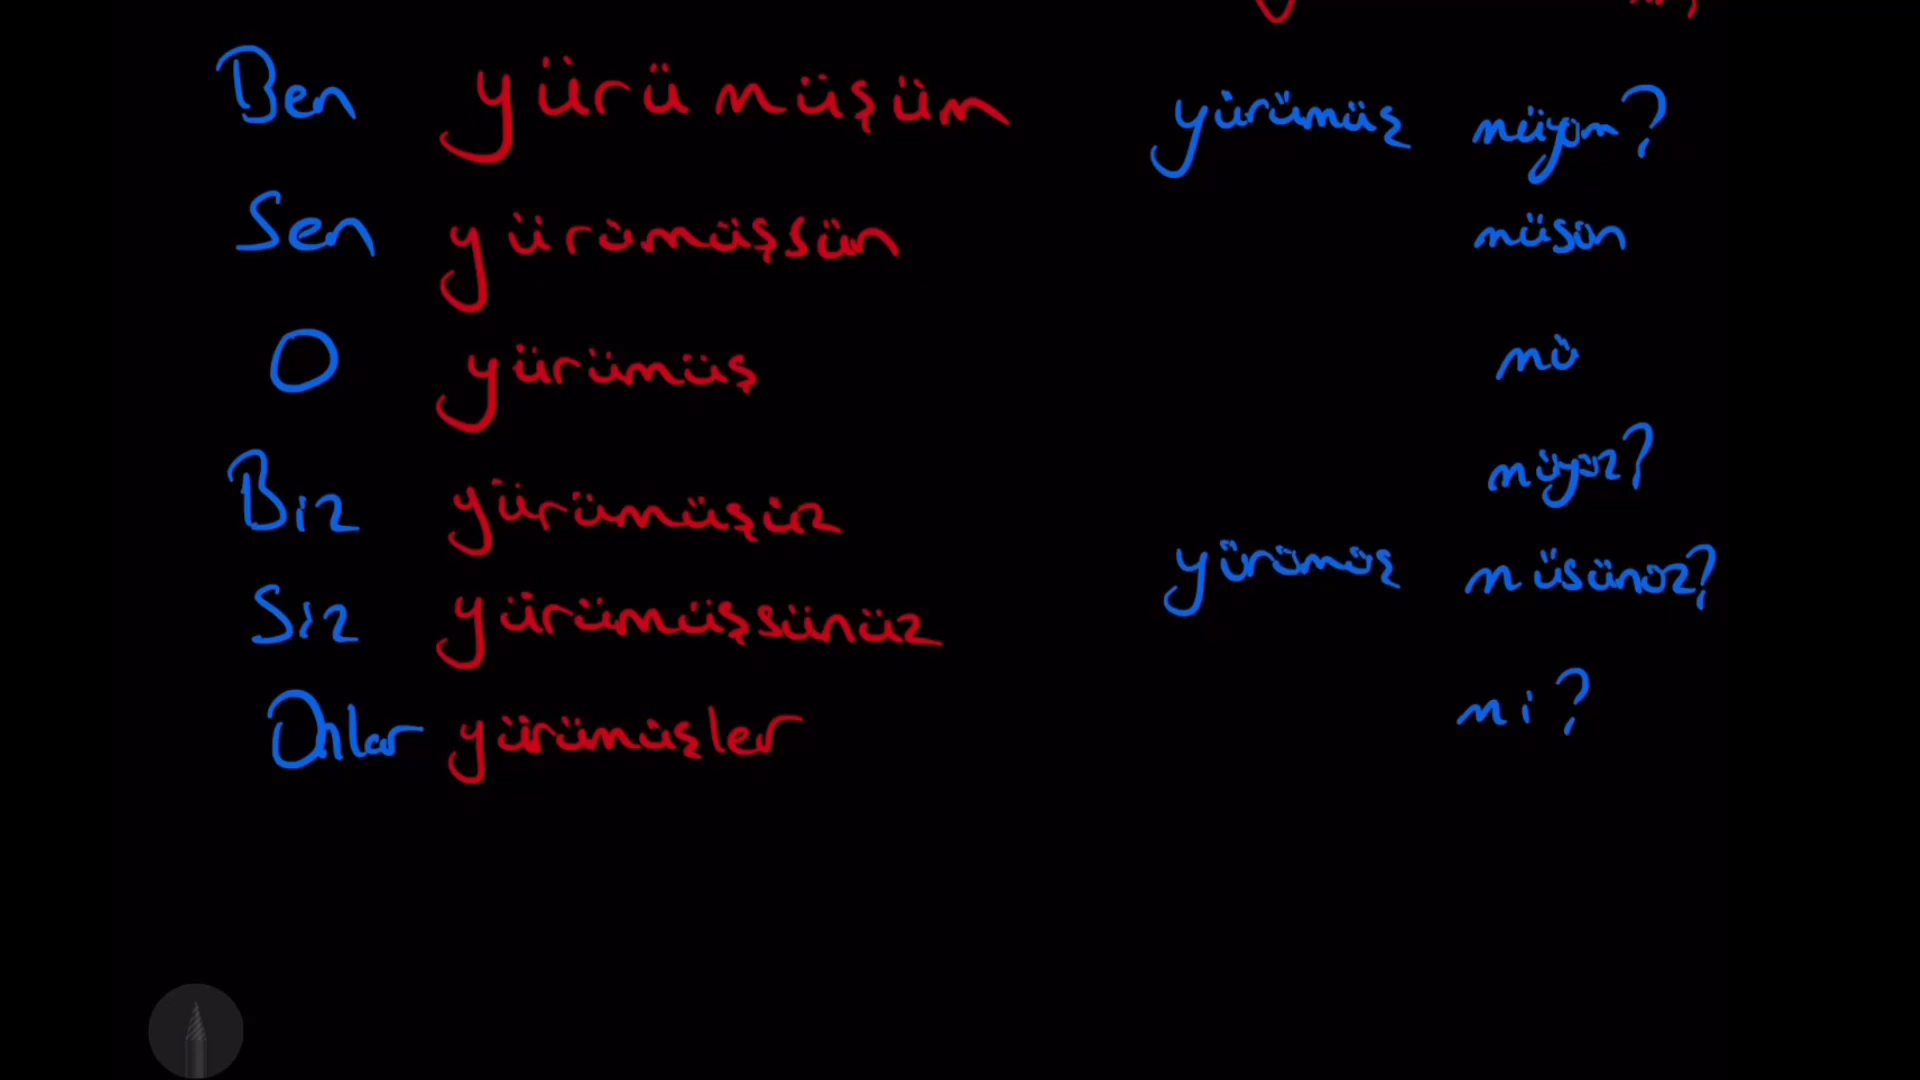 Ben yürümüşüm yürümüş müyüm?
Sen yürümüşsün müsün
O yürümüş mü
Biz yürümüşüz müyüz?
Siz yürümüşsünüz yürümüş müsünüz?
Onlar yürümüşler mi?